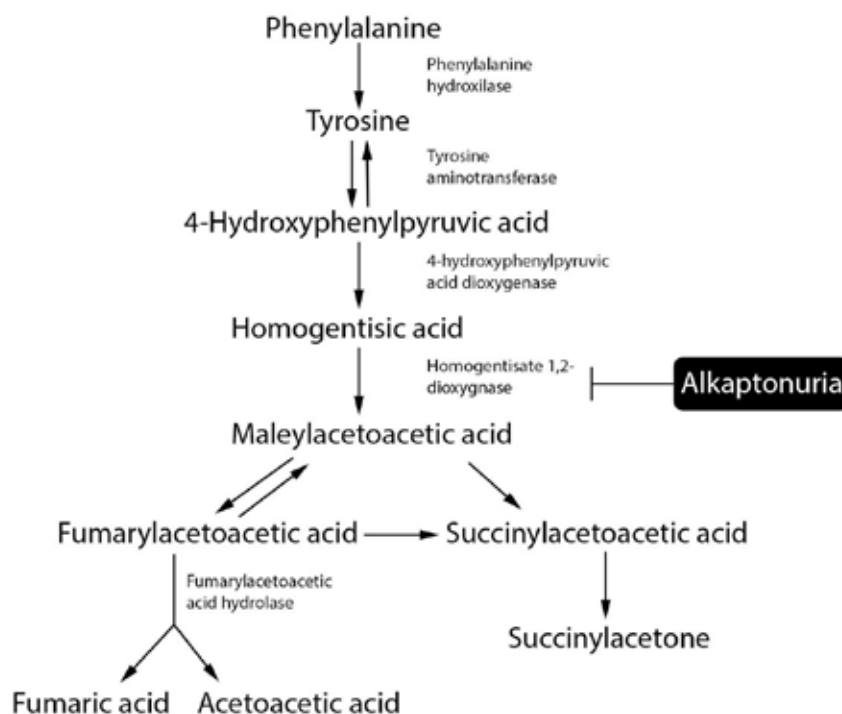 Phenylalanine
Phenylalanine
hydroxilase
Tyrosine
Tyrosine
aminotransferase
4-Hydroxyphenylpyruvic acid
4-hydroxyphenylpyruvic
acid dioxygenase
Homogentisic acid
Homogentisate 1,2-
dioxygnase
Alkaptonuria
Maleylacetoacetic acid
Fumarylacetoacetic acid
Succinylacetoacetic acid
Fumarylacetoacetic
acid hydrolase
Succinylacetone
Fumaric acid
Acetoacetic acid